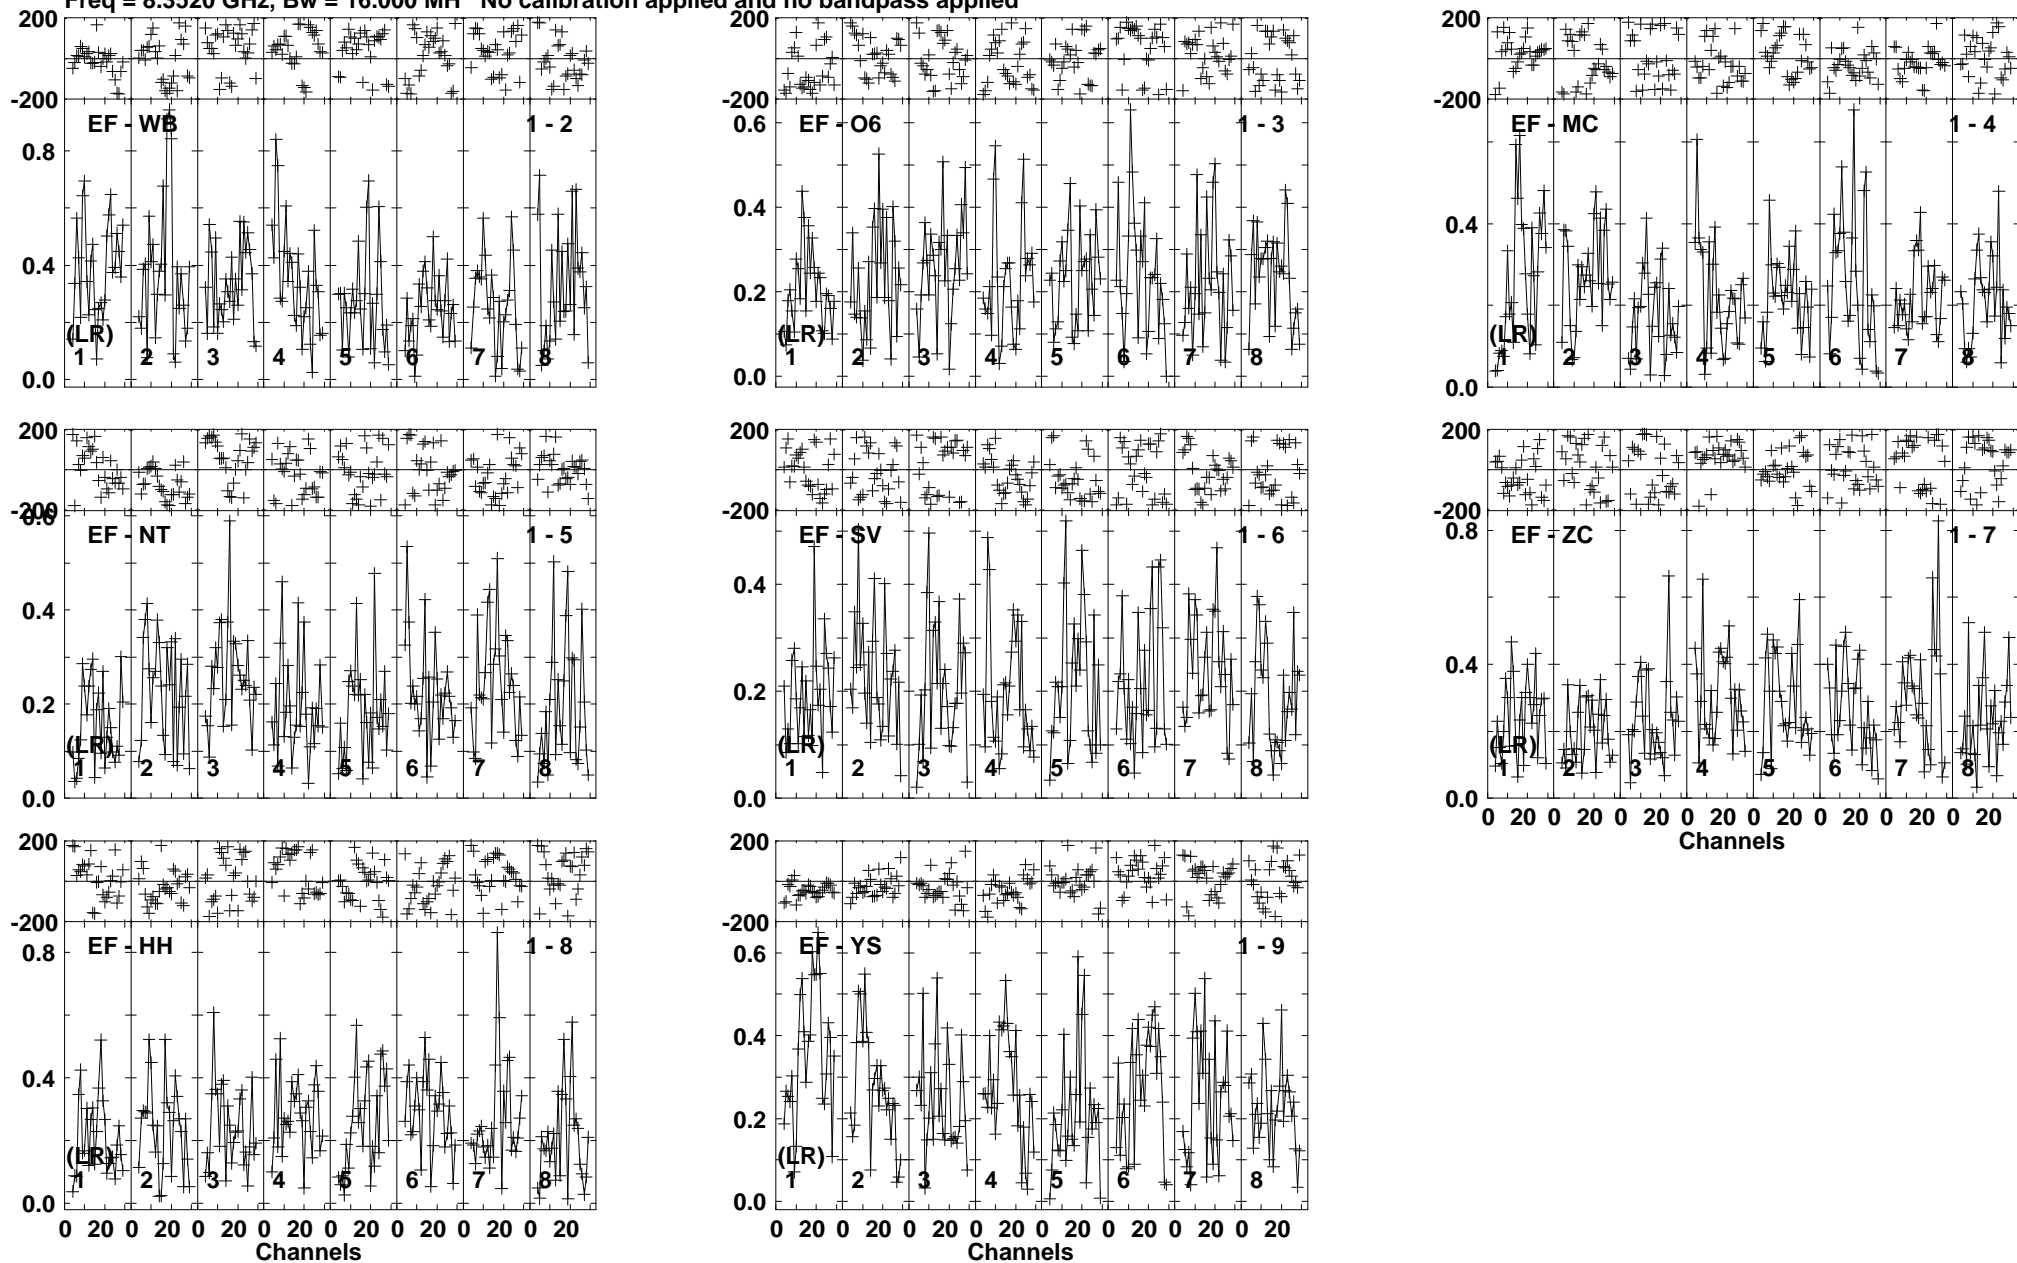 Freq = 8.3520 GHz, Bw = 16.000 MH No calibration applied and no bandpass applied
200
-200
EF - WB 1 - 2
0.8
0.4
(LR)
1 2 3 4 5 6 7 8
0.0
200
-200
EF - O6 1 - 3
0.6
0.4
0.2
(LR)
1 2 3 4 5 6 7 8
0.0
200
-200
EF - MC 1 - 4
0.4
(LR)
1 2 3 4 5 6 7 8
0.0
200
-200
0.6
EF - NT 1 - 5
0.4
0.2
(LR)
1 2 3 4 5 6 7 8
0.0
200
-200
EF - SV 1 - 6
0.4
0.2
(LR)
1 2 3 4 5 6 7 8
0.0
200
-200
0.8
EF - ZC 1 - 7
0.4
(LR)
1 2 3 4 5 6 7 8
0.0
0 20 0 20 0 20 0 20 0 20 0 20 0 20 0 20
Channels
200
-200
EF - HH 1 - 8
0.8
0.4
(LR)
1 2 3 4 5 6 7 8
0.0
0 20 0 20 0 20 0 20 0 20 0 20 0 20 0 20
Channels
200
-200
EF - YS 1 - 9
0.6
0.4
0.2
(LR)
1 2 3 4 5 6 7 8
0.0
0 20 0 20 0 20 0 20 0 20 0 20 0 20 0 20
Channels